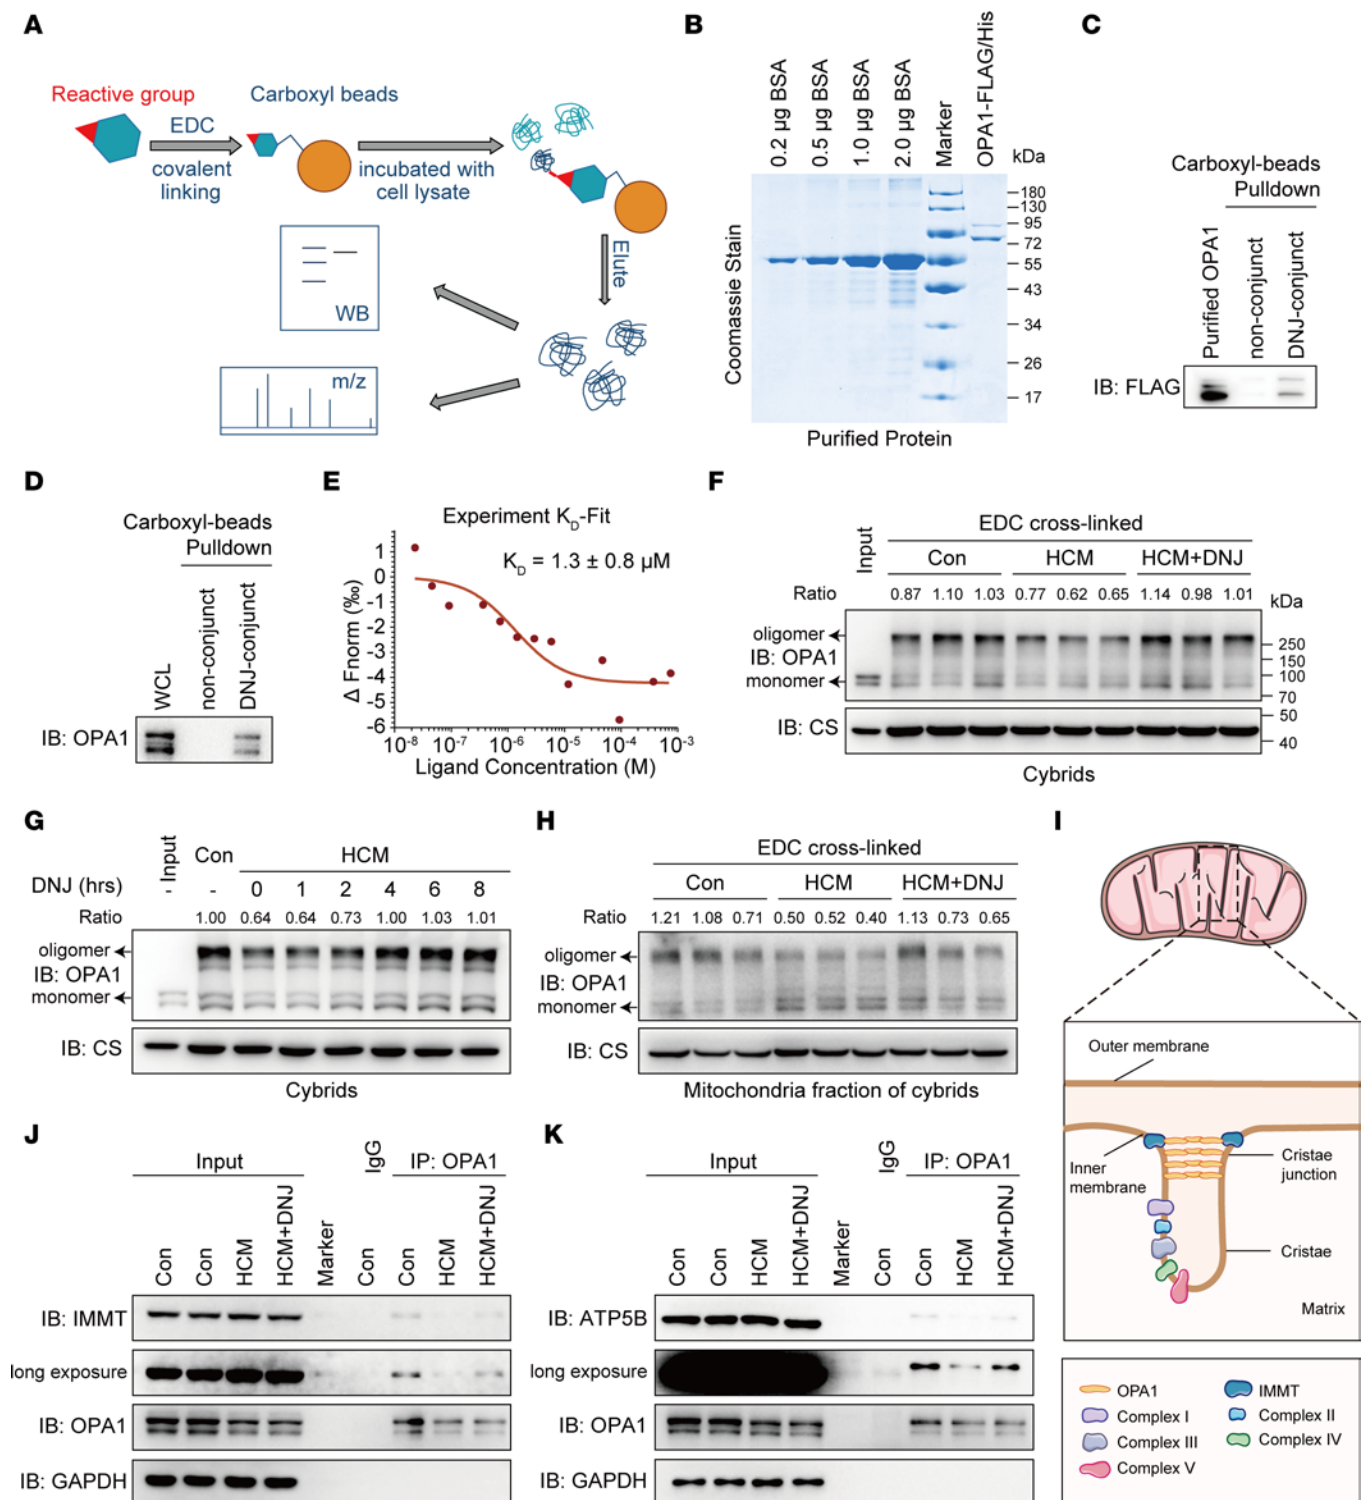 A
Reactive group
EDC
covalent
linking
Carboxyl beads
incubated with
cell lysate
Elute
WB
m/z
B
0.2 µg BSA
0.5 µg BSA
1.0 µg BSA
2.0 µg BSA
Marker
OPA1-FLAG/His
kDa
180
130
95
72
55
43
34
26
17
Coomassie Stain
Purified Protein
C
Carboxyl-beads
Pulldown
Purified OPA1
non-conjunct
DNJ-conjunct
IB: FLAG
D
Carboxyl-beads
Pulldown
WCL
non-conjunct
DNJ-conjunct
IB: OPA1
E
Experiment K_D-Fit
K_D = 1.3 ± 0.8 µM
Δ Fnorm (‰)
1
0
-1
-2
-3
-4
-5
-6
10⁻⁸ 10⁻⁷ 10⁻⁶ 10⁻⁵ 10⁻⁴ 10⁻³
Ligand Concentration (M)
F
EDC cross-linked
Input
Con HCM HCM+DNJ
Ratio 0.87 1.10 1.03 0.77 0.62 0.65 1.14 0.98 1.01 kDa
oligomer
IB: OPA1
monomer
250
150
100
70
IB: CS
50
40
Cybrids
G
Input
Con HCM
DNJ (hrs) - - 0 1 2 4 6 8
Ratio 1.00 0.64 0.64 0.73 1.00 1.03 1.01
oligomer
IB: OPA1
monomer
IB: CS
Cybrids
H
EDC cross-linked
Con HCM HCM+DNJ
Ratio 1.21 1.08 0.71 0.50 0.52 0.40 1.13 0.73 0.65
oligomer
IB: OPA1
monomer
IB: CS
Mitochondria fraction of cybrids
I
Outer membrane
Inner
membrane
Cristae
junction
Cristae
Matrix
OPA1
IMMT
Complex I
Complex II
Complex III
Complex IV
Complex V
J
Input IgG IP: OPA1
Con Con HCM HCM+DNJ Marker Con Con HCM HCM+DNJ
IB: IMMT
long exposure
IB: OPA1
IB: GAPDH
K
Input IgG IP: OPA1
Con Con HCM HCM+DNJ Marker Con Con HCM HCM+DNJ
IB: ATP5B
long exposure
IB: OPA1
IB: GAPDH